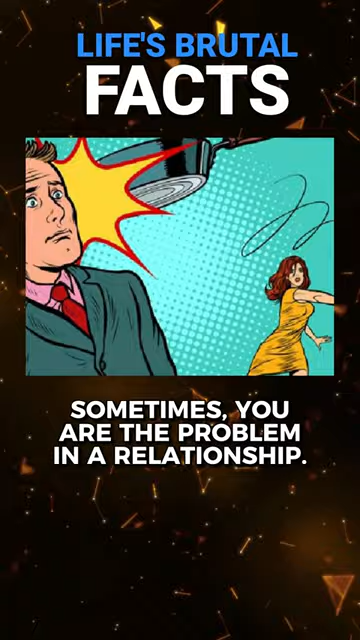 LIFE'S BRUTAL
FACTS
SOMETIMES, YOU
ARE THE PROBLEM
IN A RELATIONSHIP.